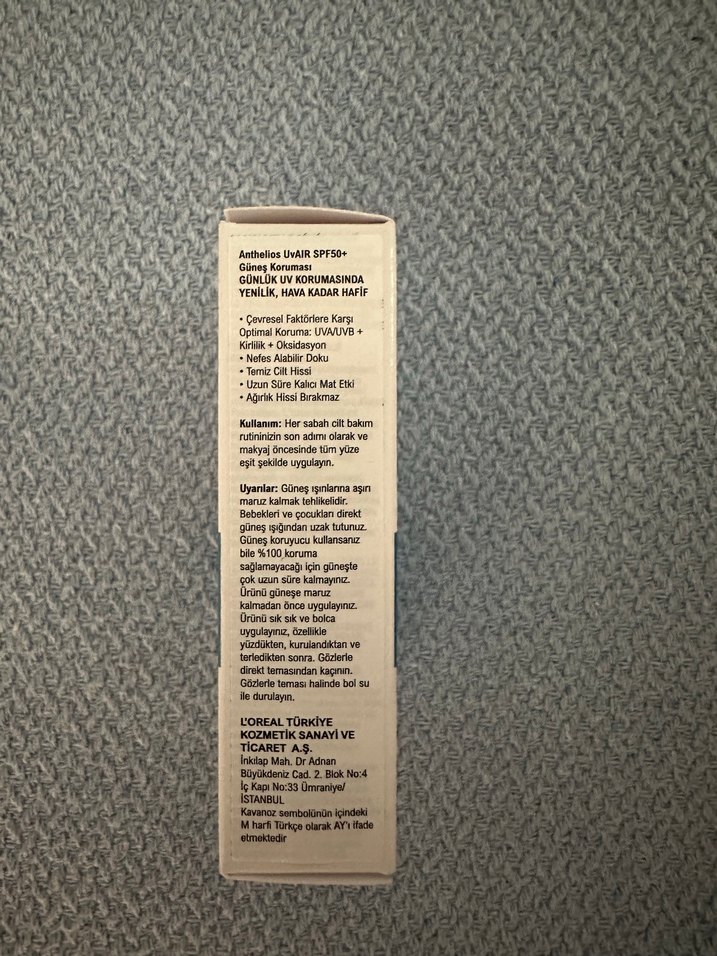 Anthelios UvAIR SPF50+
Güneş Koruması
GÜNLÜK UV KORUMASINDA
YENİLİK, HAVA KADAR HAFİF
• Çevresel Faktörlere Karşı
Optimal Koruma: UVA/UVB +
Kirlilik + Oksidasyon
• Nefes Alabilir Doku
• Temiz Cilt Hissi
• Uzun Süre Kalıcı Mat Etki
• Ağırlık Hissi Bırakmaz
Kullanım: Her sabah cilt bakım
rutininizin son adımı olarak ve
makyaj öncesinde tüm yüze
eşit şekilde uygulayın.
Uyarılar: Güneş ışınlarına aşırı
maruz kalmak tehlikelidir.
Bebekleri ve çocukları direkt
güneş ışığından uzak tutunuz.
Güneş koruyucu kullansanız
bile %100 koruma
sağlamayacağı için güneşte
çok uzun süre kalmayınız.
Ürünü güneşe maruz
kalmadan önce uygulayınız.
Ürünü sık sık ve bolca
uygulayınız, özellikle
yüzdükten, kurulandıktan ve
terledikten sonra. Gözlerle
direkt temasından kaçının.
Gözlerle teması halinde bol su
ile durulayın.
L'OREAL TÜRKİYE
KOZMETİK SANAYİ VE
TİCARET A.Ş.
İnkılap Mah. Dr Adnan
Büyükdeniz Cad. 2. Blok No:4
İç Kapı No:33 Ümraniye/
İSTANBUL
Kavanoz sembolünün içindeki
M harfi Türkçe olarak AY'ı ifade
etmektedir